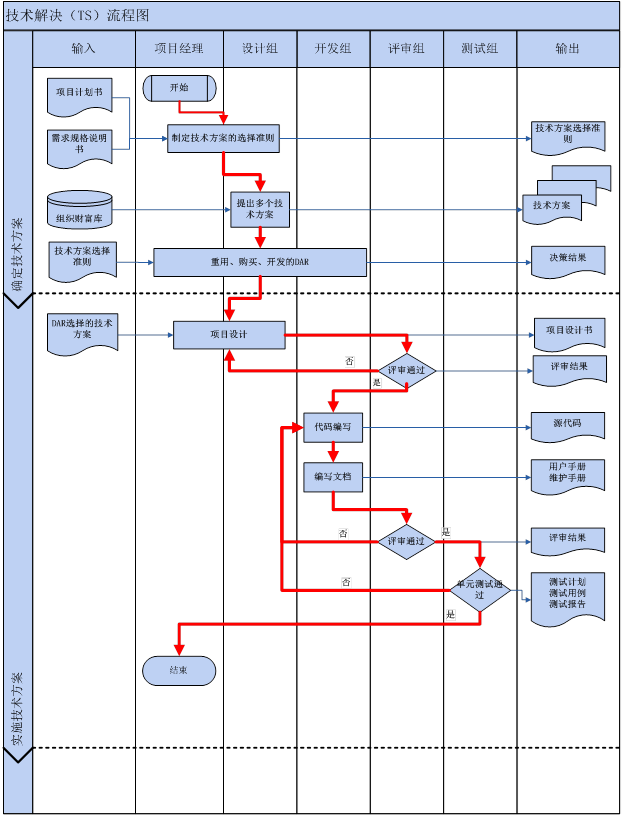 技术解决（TS）流程图
输入
项目经理
设计组
开发组
评审组
测试组
输出
确定技术方案
项目计划书
开始
需求规格说明
书
制定技术方案的选择准则
技术方案选择准
则
组织财富库
提出多个技
术方案
技术方案
技术方案选择
准则
重用、购买、开发的DAR
决策结果
实施技术方案
DAR选择的技术
方案
项目设计
项目设计书
否
评审通过
评审结果
是
代码编写
源代码
编写文档
用户手册
维护手册
否
评审通过
是
评审结果
否
单元测试通
过
测试计划
测试用例
测试报告
是
结束